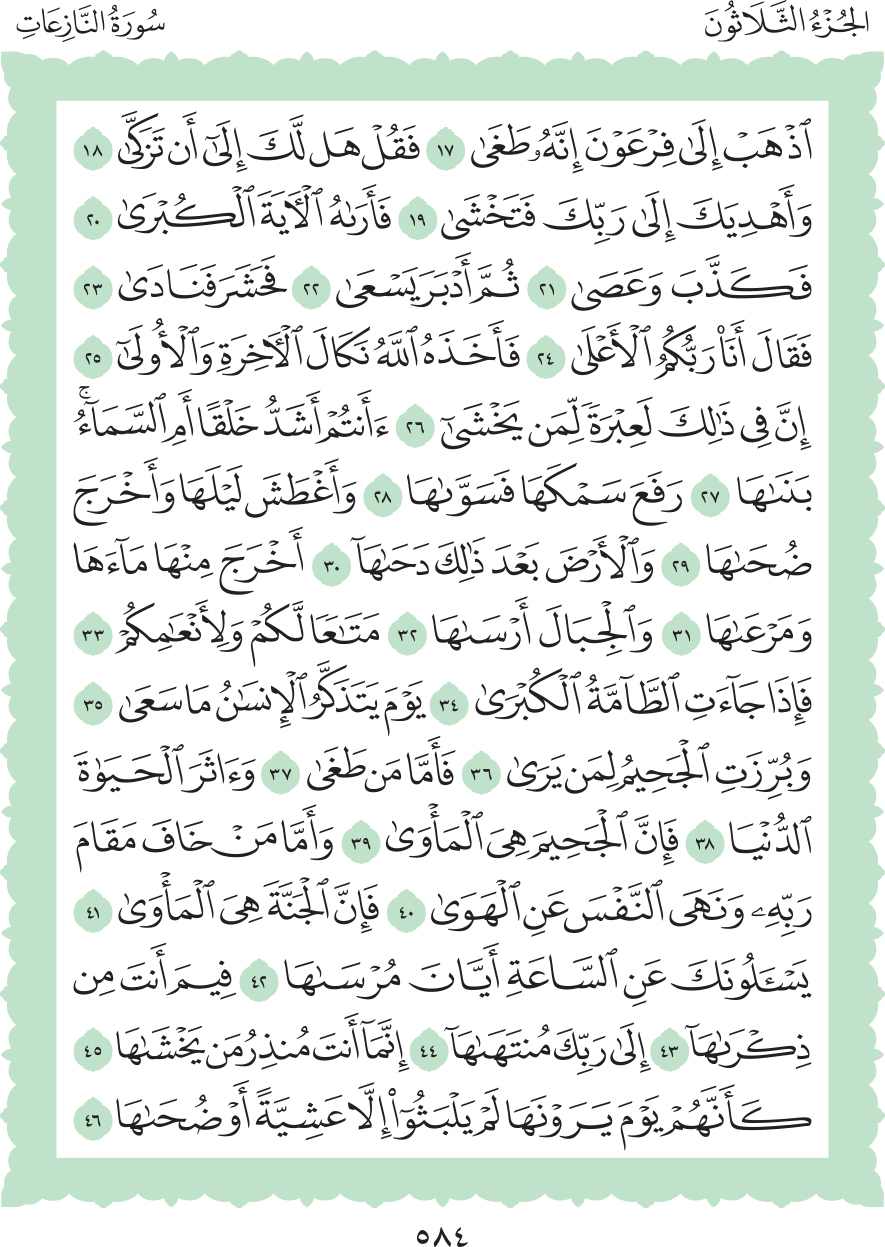 الجُزْءُ الثَّلَاثُونَ
سُورَةُ النَّازِعَاتِ
ٱذْهَبْ إِلَىٰ فِرْعَوْنَ إِنَّهُۥ طَغَىٰ ١٧ فَقُلْ هَل لَّكَ إِلَىٰٓ أَن تَزَكَّىٰ ١٨
وَأَهْدِيَكَ إِلَىٰ رَبِّكَ فَتَخْشَىٰ ١٩ فَأَرَىٰهُ ٱلْـَٔايَةَ ٱلْكُبْرَىٰ ٢٠
فَكَذَّبَ وَعَصَىٰ ٢١ ثُمَّ أَدْبَرَ يَسْعَىٰ ٢٢ فَحَشَرَ فَنَادَىٰ ٢٣
فَقَالَ أَنَا۠ رَبُّكُمُ ٱلْأَعْلَىٰ ٢٤ فَأَخَذَهُ ٱللَّهُ نَكَالَ ٱلْـَٔاخِرَةِ وَٱلْأُولَىٰٓ ٢٥
إِنَّ فِى ذَٰلِكَ لَعِبْرَةً لِّمَن يَخْشَىٰٓ ٢٦ ءَأَنتُمْ أَشَدُّ خَلْقًا أَمِ ٱلسَّمَآءُ ۚ
بَنَىٰهَا ٢٧ رَفَعَ سَمْكَهَا فَسَوَّىٰهَا ٢٨ وَأَغْطَشَ لَيْلَهَا وَأَخْرَجَ
ضُحَىٰهَا ٢٩ وَٱلْأَرْضَ بَعْدَ ذَٰلِكَ دَحَىٰهَآ ٣٠ أَخْرَجَ مِنْهَا مَآءَهَا
وَمَرْعَىٰهَا ٣١ وَٱلْجِبَالَ أَرْسَىٰهَا ٣٢ مَتَٰعًا لَّكُمْ وَلِأَنْعَٰمِكُمْ ٣٣
فَإِذَا جَآءَتِ ٱلطَّآمَّةُ ٱلْكُبْرَىٰ ٣٤ يَوْمَ يَتَذَكَّرُ ٱلْإِنسَٰنُ مَا سَعَىٰ ٣٥
وَبُرِّزَتِ ٱلْجَحِيمُ لِمَن يَرَىٰ ٣٦ فَأَمَّا مَن طَغَىٰ ٣٧ وَءَاثَرَ ٱلْحَيَوٰةَ
ٱلدُّنْيَا ٣٨ فَإِنَّ ٱلْجَحِيمَ هِىَ ٱلْمَأْوَىٰ ٣٩ وَأَمَّا مَنْ خَافَ مَقَامَ
رَبِّهِۦ وَنَهَى ٱلنَّفْسَ عَنِ ٱلْهَوَىٰ ٤٠ فَإِنَّ ٱلْجَنَّةَ هِىَ ٱلْمَأْوَىٰ ٤١
يَسْـَٔلُونَكَ عَنِ ٱلسَّاعَةِ أَيَّانَ مُرْسَىٰهَا ٤٢ فِيمَ أَنتَ مِن
ذِكْرَىٰهَآ ٤٣ إِلَىٰ رَبِّكَ مُنتَهَىٰهَآ ٤٤ إِنَّمَآ أَنتَ مُنذِرُ مَن يَخْشَىٰهَا ٤٥
كَأَنَّهُمْ يَوْمَ يَرَوْنَهَا لَمْ يَلْبَثُوٓا۟ إِلَّا عَشِيَّةً أَوْ ضُحَىٰهَا ٤٦
٥٨٤